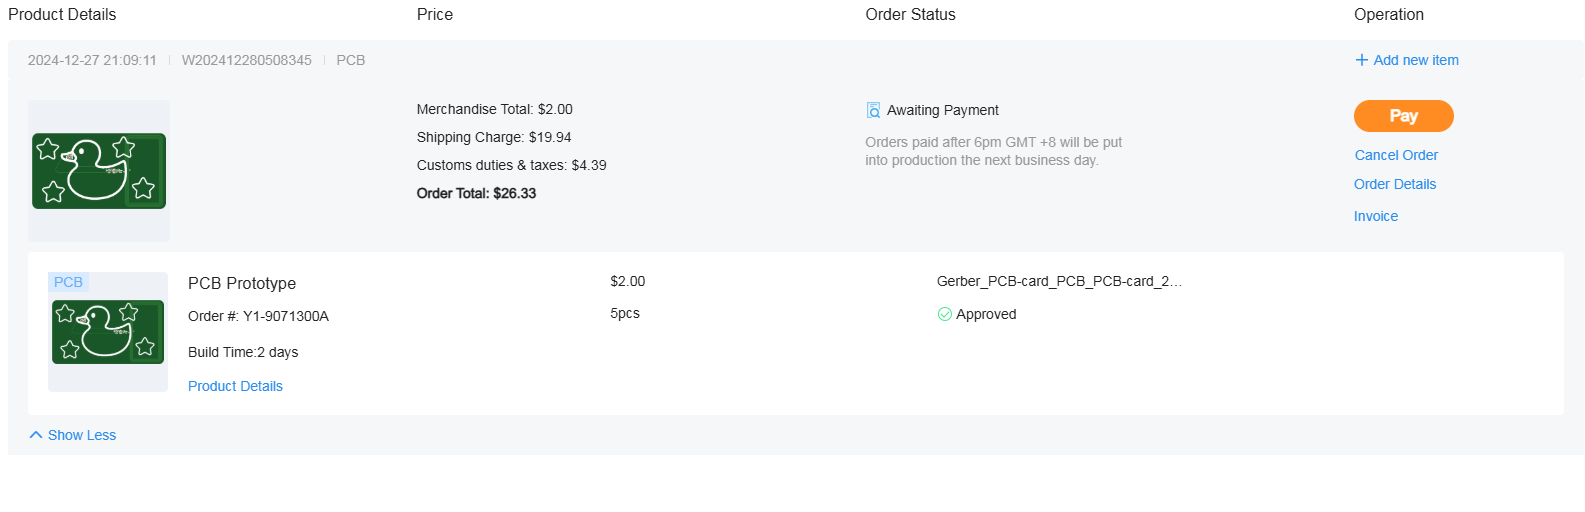 Product Details Price Order Status Operation
2024-12-27 21:09:11 W202412280508345 PCB + Add new item
Merchandise Total: $2.00
Shipping Charge: $19.94
Customs duties & taxes: $4.39
Order Total: $26.33
Awaiting Payment
Orders paid after 6pm GMT +8 will be put
into production the next business day.
Pay
Cancel Order
Order Details
Invoice
PCB
PCB Prototype
Order #: Y1-9071300A
Build Time:2 days
Product Details
$2.00
5pcs
Gerber_PCB-card_PCB_PCB-card_2...
Approved
Show Less